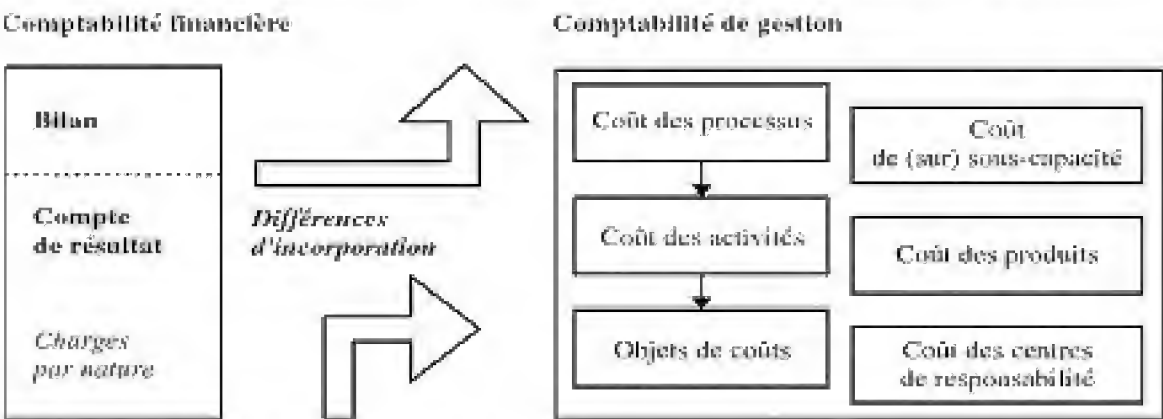 Comptabilité financière
Comptabilité de gestion
Bilan
Compte
de résultat
Charges
par nature
Différences
d'incorporation
Coût des processus
Coût des activités
Objets de coûts
Coût
de (sur) sous-capacité
Coût des produits
Coût des centres
de responsabilité